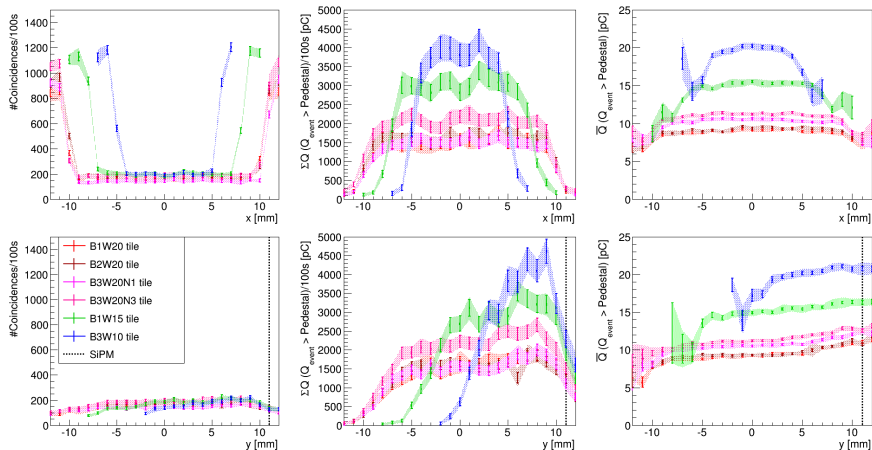 #Coincidences/100s
1400
1200
1000
800
600
400
200
0
-10 -5 0 5 10
x [mm]
ΣQ (Q_event > Pedestal)/100s [pC]
5000
4500
4000
3500
3000
2500
2000
1500
1000
500
0
-10 -5 0 5 10
x [mm]
Q̅ (Q_event > Pedestal) [pC]
25
20
15
10
5
0
-10 -5 0 5 10
x [mm]
#Coincidences/100s
1400
1200
1000
800
600
400
200
0
B1W20 tile
B2W20 tile
B3W20N1 tile
B3W20N3 tile
B1W15 tile
B3W10 tile
SiPM
-10 -5 0 5 10
y [mm]
ΣQ (Q_event > Pedestal)/100s [pC]
5000
4500
4000
3500
3000
2500
2000
1500
1000
500
0
-10 -5 0 5 10
y [mm]
Q̅ (Q_event > Pedestal) [pC]
25
20
15
10
5
0
-10 -5 0 5 10
y [mm]